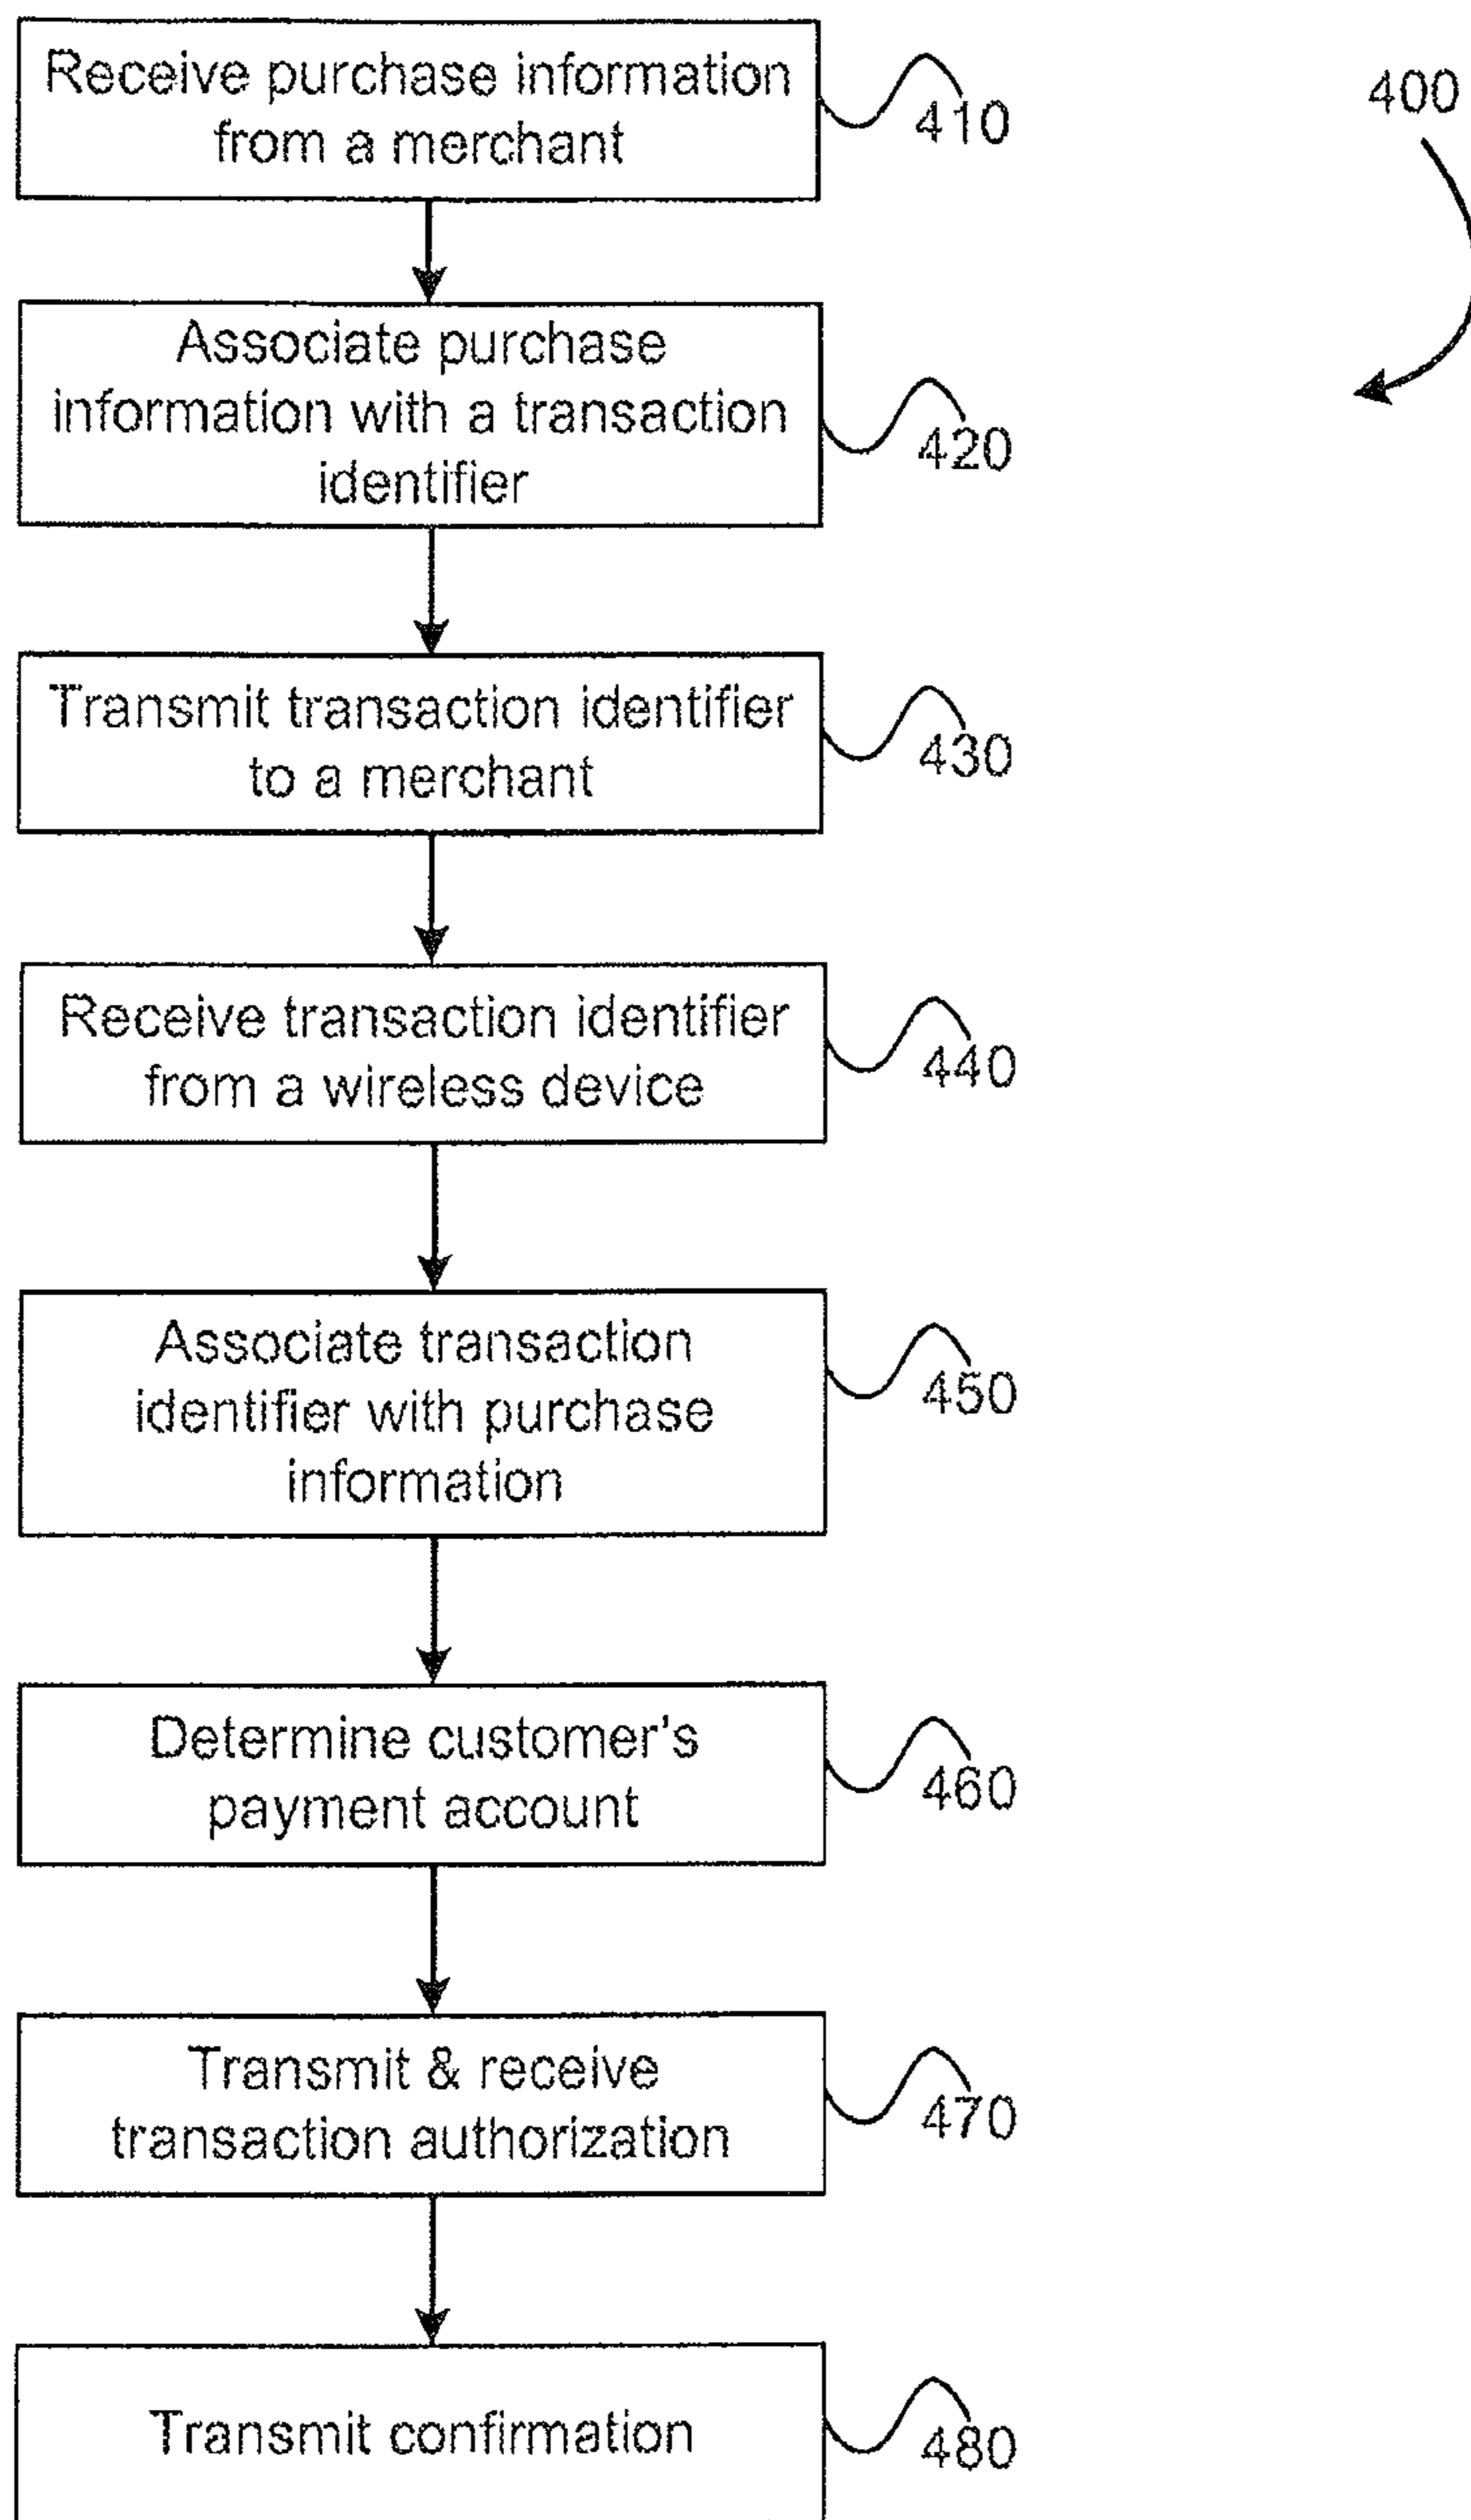 Receive purchase information
from a merchant
410
400
Associate purchase
information with a transaction
identifier
420
Transmit transaction identifier
to a merchant
430
Receive transaction identifier
from a wireless device
440
Associate transaction
identifier with purchase
information
450
Determine customer's
payment account
460
Transmit & receive
transaction authorization
470
Transmit confirmation
480